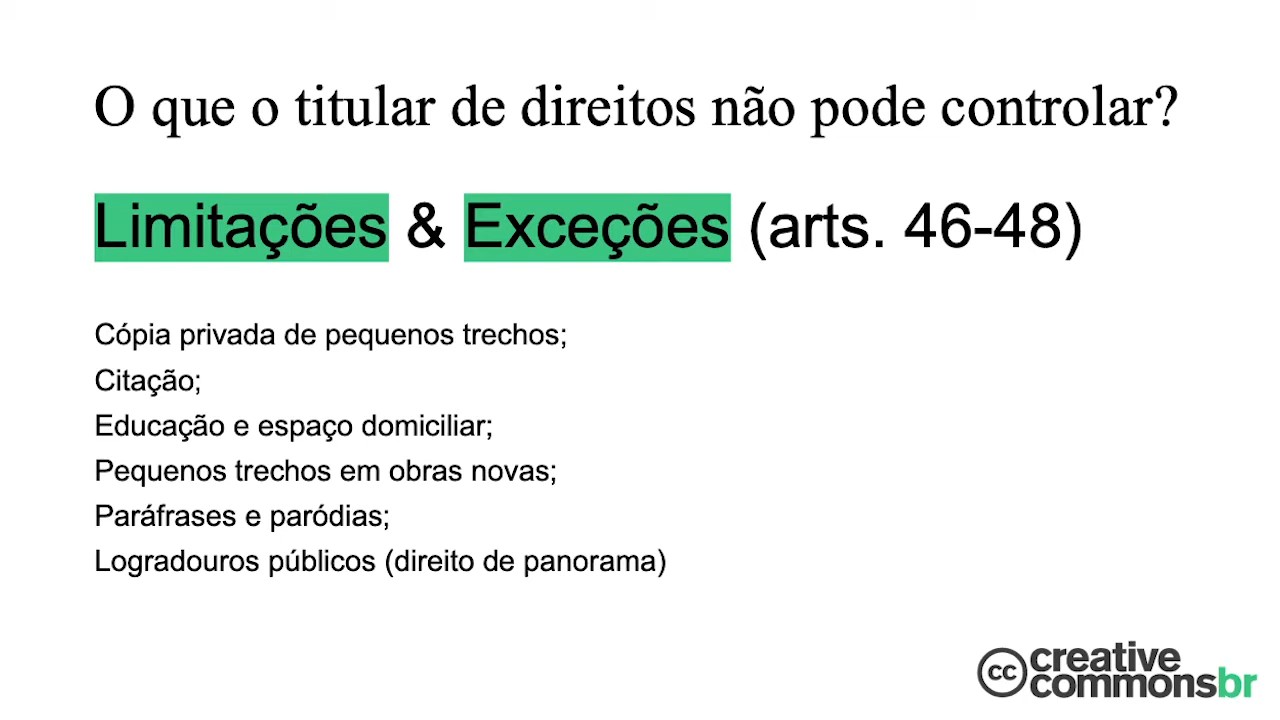 O que o titular de direitos não pode controlar?
Limitações & Exceções (arts. 46-48)
Cópia privada de pequenos trechos;
Citação;
Educação e espaço domiciliar;
Pequenos trechos em obras novas;
Paráfrases e paródias;
Logradouros públicos (direito de panorama)
cc creative
commonsbr